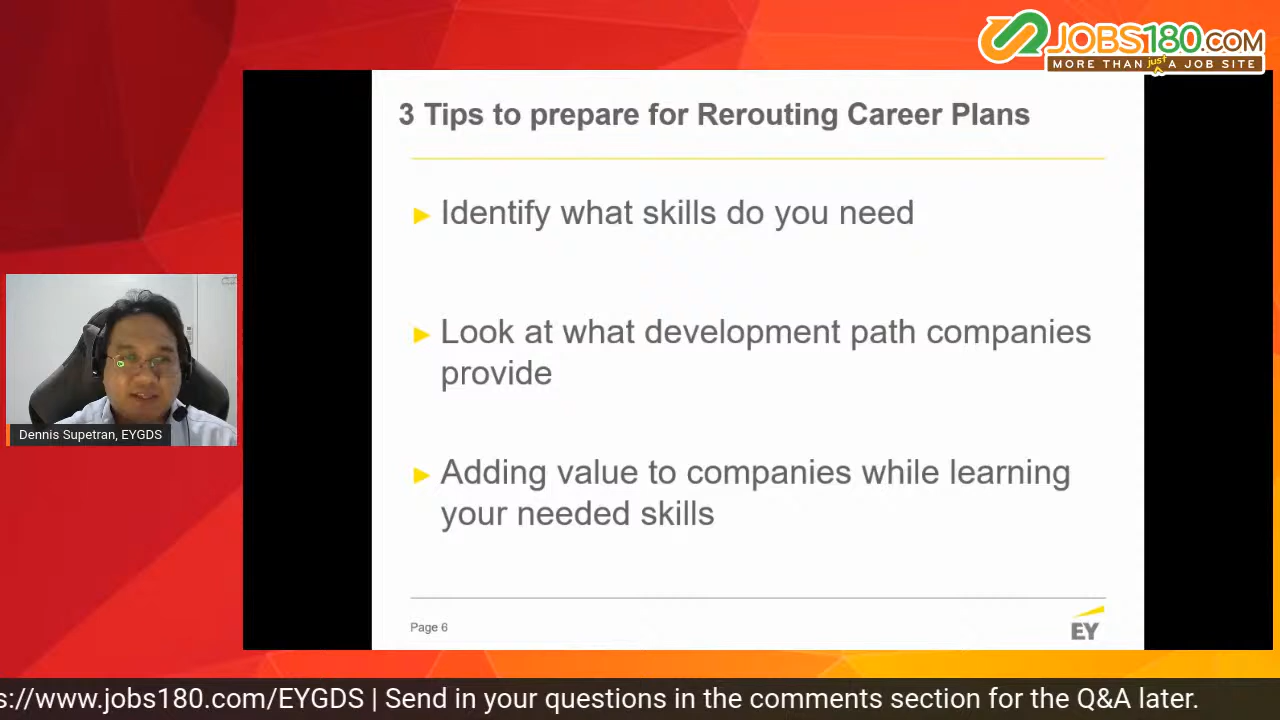 JOBS180.COM
MORE THAN just A JOB SITE
3 Tips to prepare for Rerouting Career Plans
Identify what skills do you need
Look at what development path companies
provide
Adding value to companies while learning
your needed skills
Dennis Supetran, EYGDS
Page 6
EY
s://www.jobs180.com/EYGDS | Send in your questions in the comments section for the Q&A later.